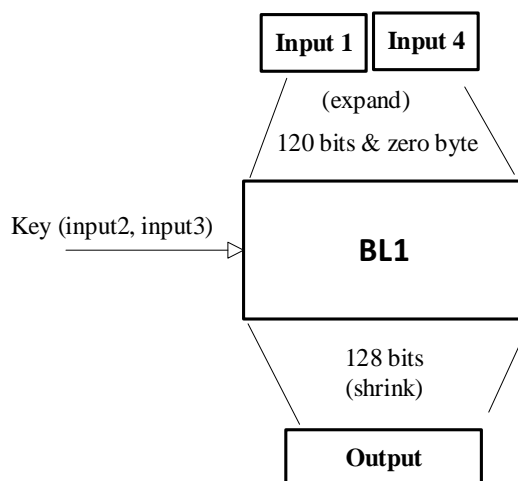 Input 1
Input 4
(expand)
120 bits & zero byte
Key (input2, input3)
BL1
128 bits
(shrink)
Output